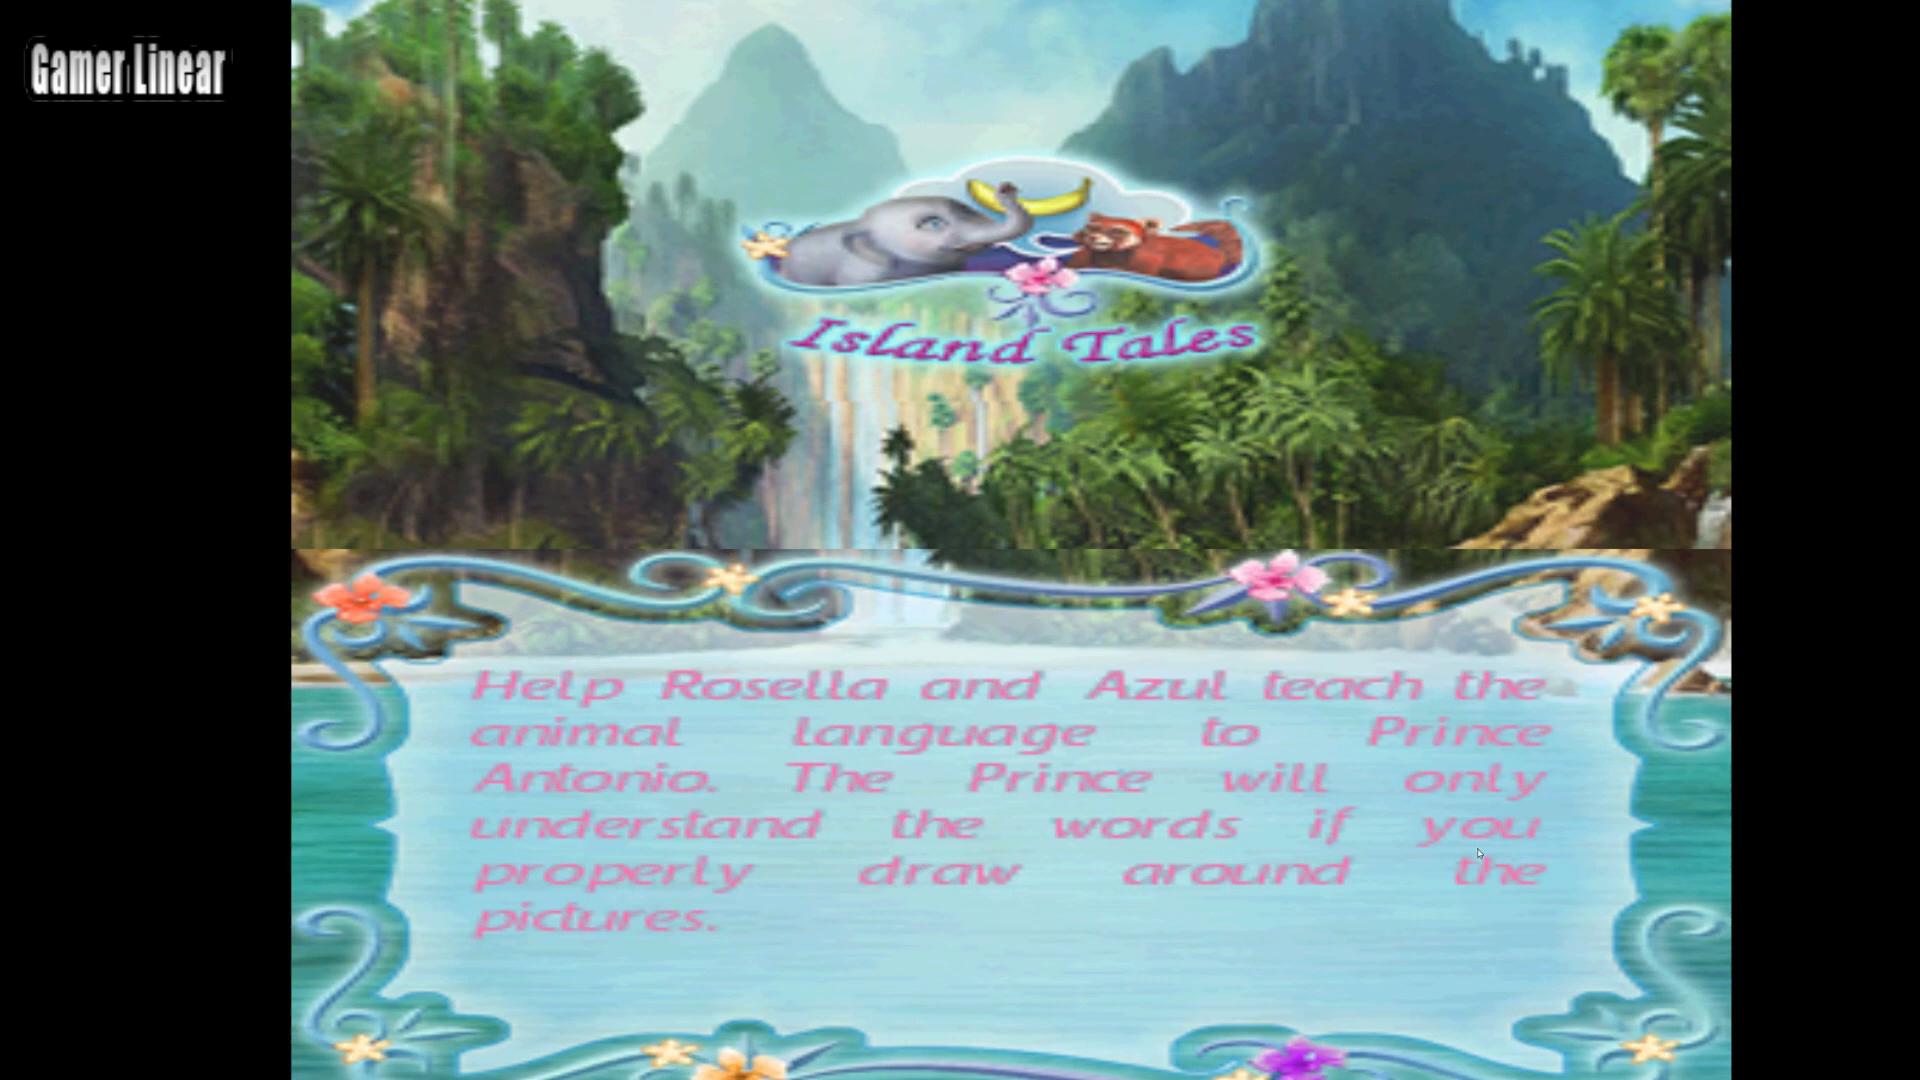 Gamer Linear
Island Tales
Help Rosella and Azul teach the
animal language to Prince
Antonio. The Prince will only
understand the words if you
properly draw around the
pictures.